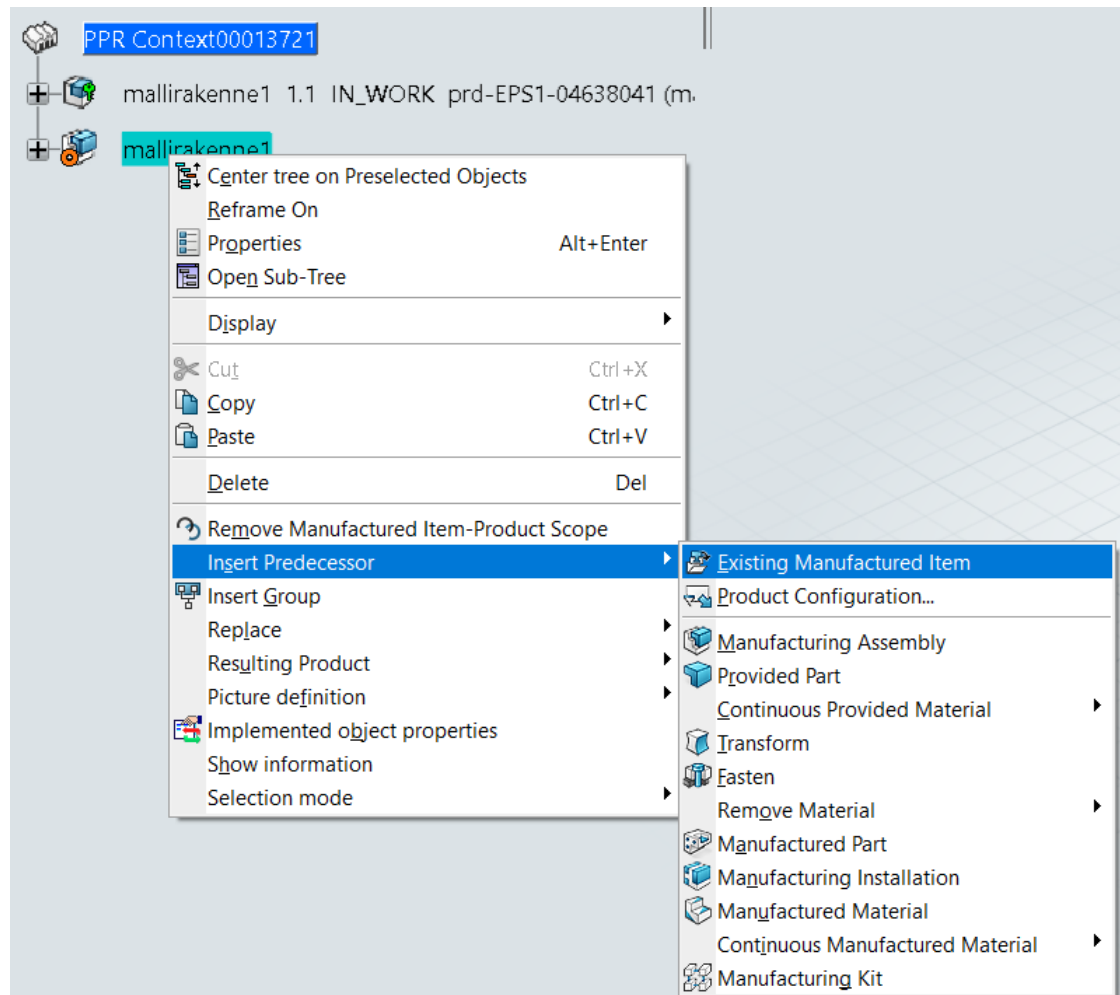 PPR Context00013721
mallirakenne1 1.1 IN_WORK prd-EPS1-04638041 (m
mallirakenne1
Center tree on Preselected Objects
Reframe On
Properties Alt+Enter
Open Sub-Tree
Display
Cut Ctrl+X
Copy Ctrl+C
Paste Ctrl+V
Delete Del
Remove Manufactured Item-Product Scope
Insert Predecessor
Insert Group
Replace
Resulting Product
Picture definition
Implemented object properties
Show information
Selection mode
Existing Manufactured Item
Product Configuration...
Manufacturing Assembly
Provided Part
Continuous Provided Material
Transform
Fasten
Remove Material
Manufactured Part
Manufacturing Installation
Manufactured Material
Continuous Manufactured Material
Manufacturing Kit